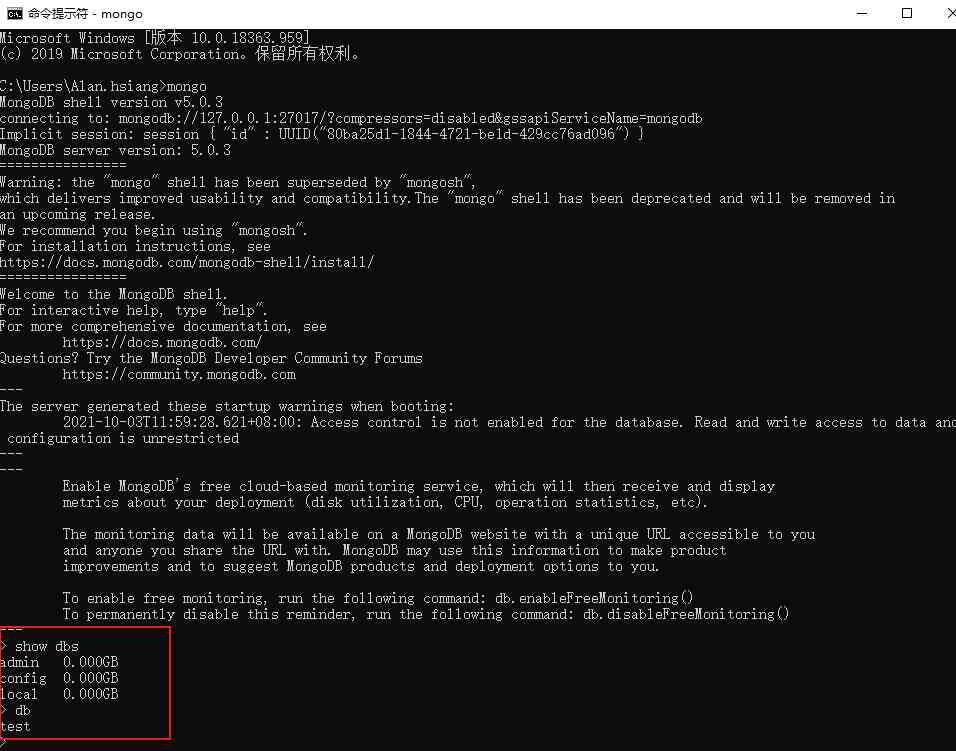 命令提示符 - mongo
Microsoft Windows [版本 10.0.18363.959]
(c) 2019 Microsoft Corporation。保留所有权利。
C:\Users\Alan.hsiang>mongo
MongoDB shell version v5.0.3
connecting to: mongodb://127.0.0.1:27017/?compressors=disabled&gssapiServiceName=mongodb
Implicit session: session { "id" : UUID("80ba25d1-1844-4721-be1d-429cc76ad096") }
MongoDB server version: 5.0.3
================
Warning: the "mongo" shell has been superseded by "mongosh",
which delivers improved usability and compatibility.The "mongo" shell has been deprecated and will be removed in
an upcoming release.
We recommend you begin using "mongosh".
For installation instructions, see
https://docs.mongodb.com/mongodb-shell/install/
================
Welcome to the MongoDB shell.
For interactive help, type "help".
For more comprehensive documentation, see
https://docs.mongodb.com/
Questions? Try the MongoDB Developer Community Forums
https://community.mongodb.com
---
The server generated these startup warnings when booting:
2021-10-03T11:59:28.621+08:00: Access control is not enabled for the database. Read and write access to data and
configuration is unrestricted
---
---
Enable MongoDB's free cloud-based monitoring service, which will then receive and display
metrics about your deployment (disk utilization, CPU, operation statistics, etc).
The monitoring data will be available on a MongoDB website with a unique URL accessible to you
and anyone you share the URL with. MongoDB may use this information to make product
improvements and to suggest MongoDB products and deployment options to you.
To enable free monitoring, run the following command: db.enableFreeMonitoring()
To permanently disable this reminder, run the following command: db.disableFreeMonitoring()
---
> show dbs
admin 0.000GB
config 0.000GB
local 0.000GB
> db
test
>